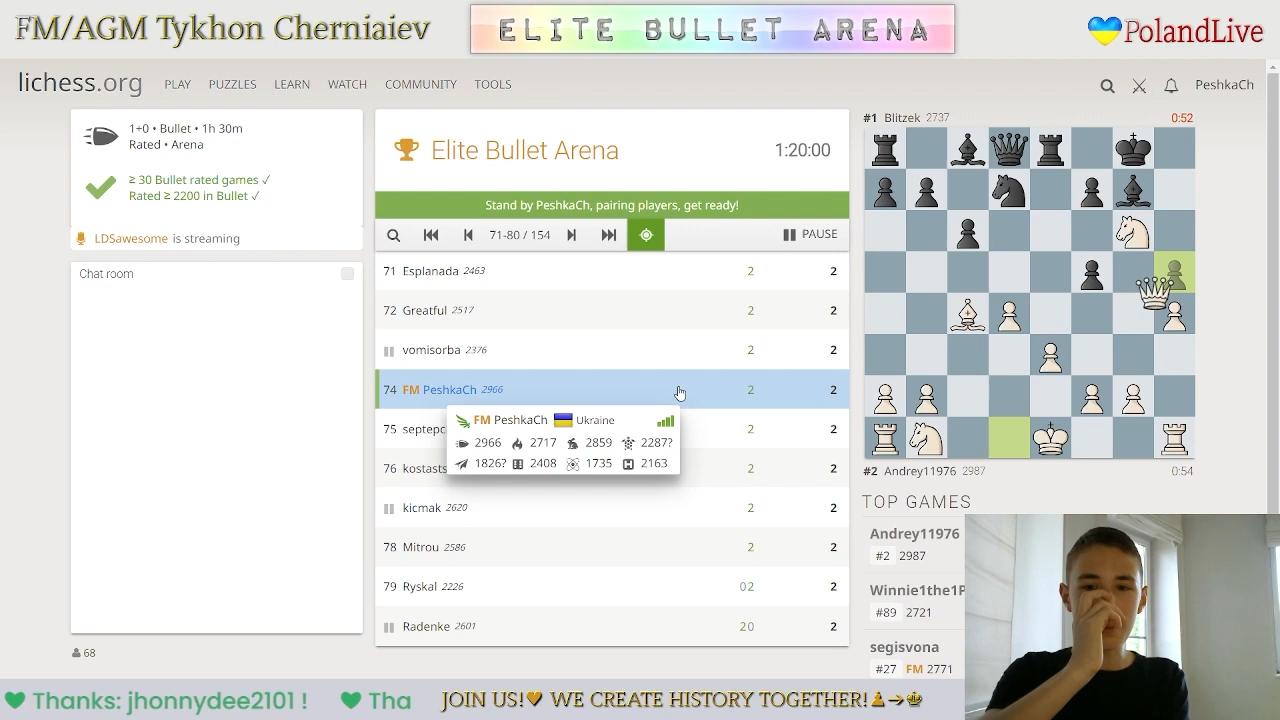 FM/AGM Tykhon Cherniaiev
ELITE BULLET ARENA
PolandLive
lichess.org
PLAY
PUZZLES
LEARN
WATCH
COMMUNITY
TOOLS
PeshkaCh
1+0 • Bullet • 1h 30m
Rated • Arena
≥ 30 Bullet rated games ✓
Rated ≥ 2200 in Bullet ✓
LDSawesome is streaming
Chat room
68
Elite Bullet Arena
1:20:00
Stand by PeshkaCh, pairing players, get ready!
71-80 / 154
PAUSE
71 Esplanada 2463 2 2
72 Greatful 2517 2 2
vomisorba 2376 2 2
74 FM PeshkaCh 2966 2 2
FM PeshkaCh Ukraine
2966 2717 2859 2287?
1826? 2408 1735 2163
75 septepc 2 2
76 kostasts 2 2
kicmak 2620 2 2
78 Mitrou 2586 2 2
79 Ryskal 2226 02 2
Radenke 2601 20 2
#1 Blitzek 2737 0:52
#2 Andrey11976 2987 0:54
TOP GAMES
Andrey11976
#2 2987
Winnie1the1P
#89 2721
segisvona
#27 FM 2771
Thanks: jhonnydee2101 !
Tha
JOIN US! WE CREATE HISTORY TOGETHER!